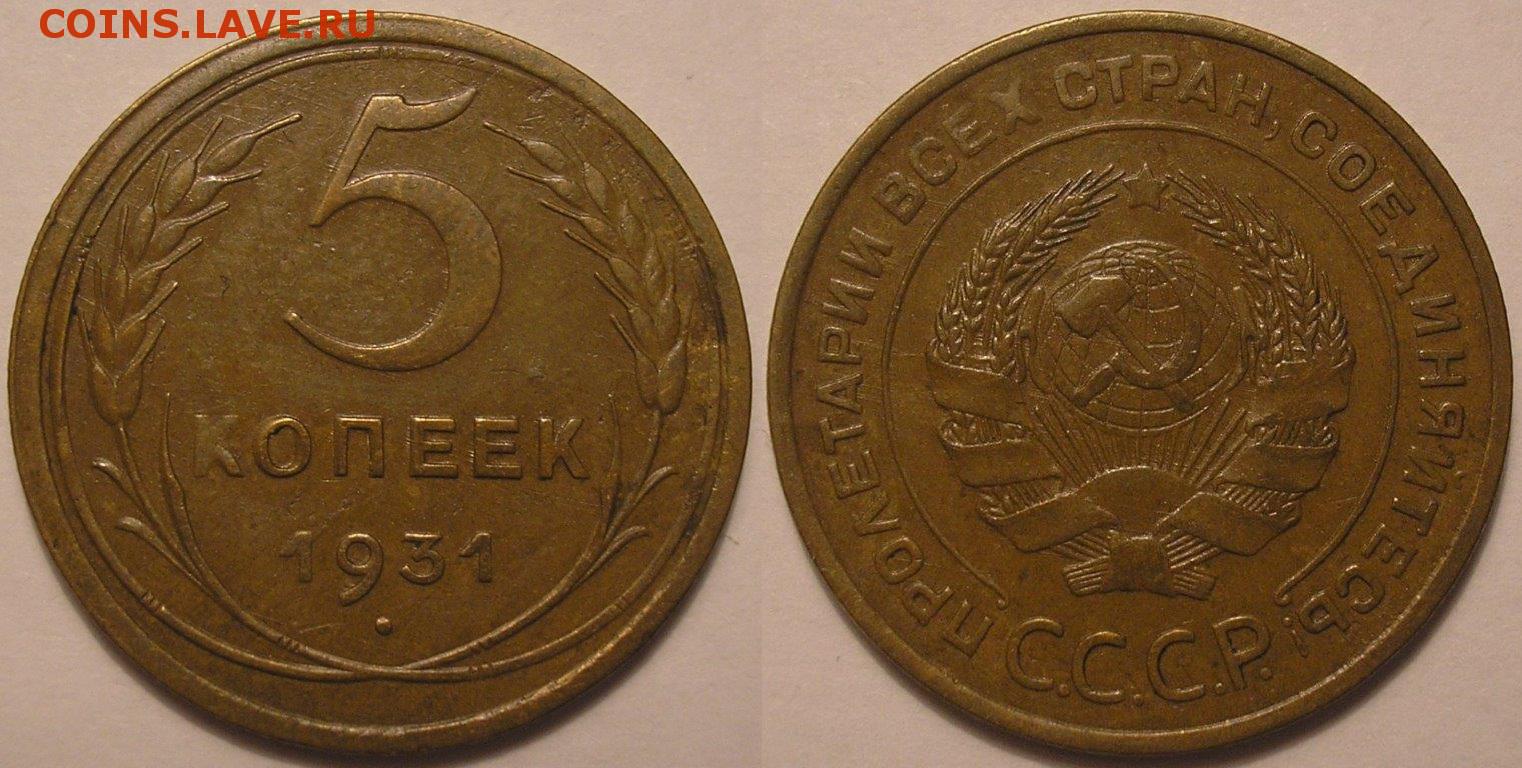 COINS.LAVE.RU
5
КОПЕЕК
1931
ПРОЛЕТАРИИ ВСЕХ СТРАН, СОЕДИНЯЙТЕСЬ!
С.С.С.Р.